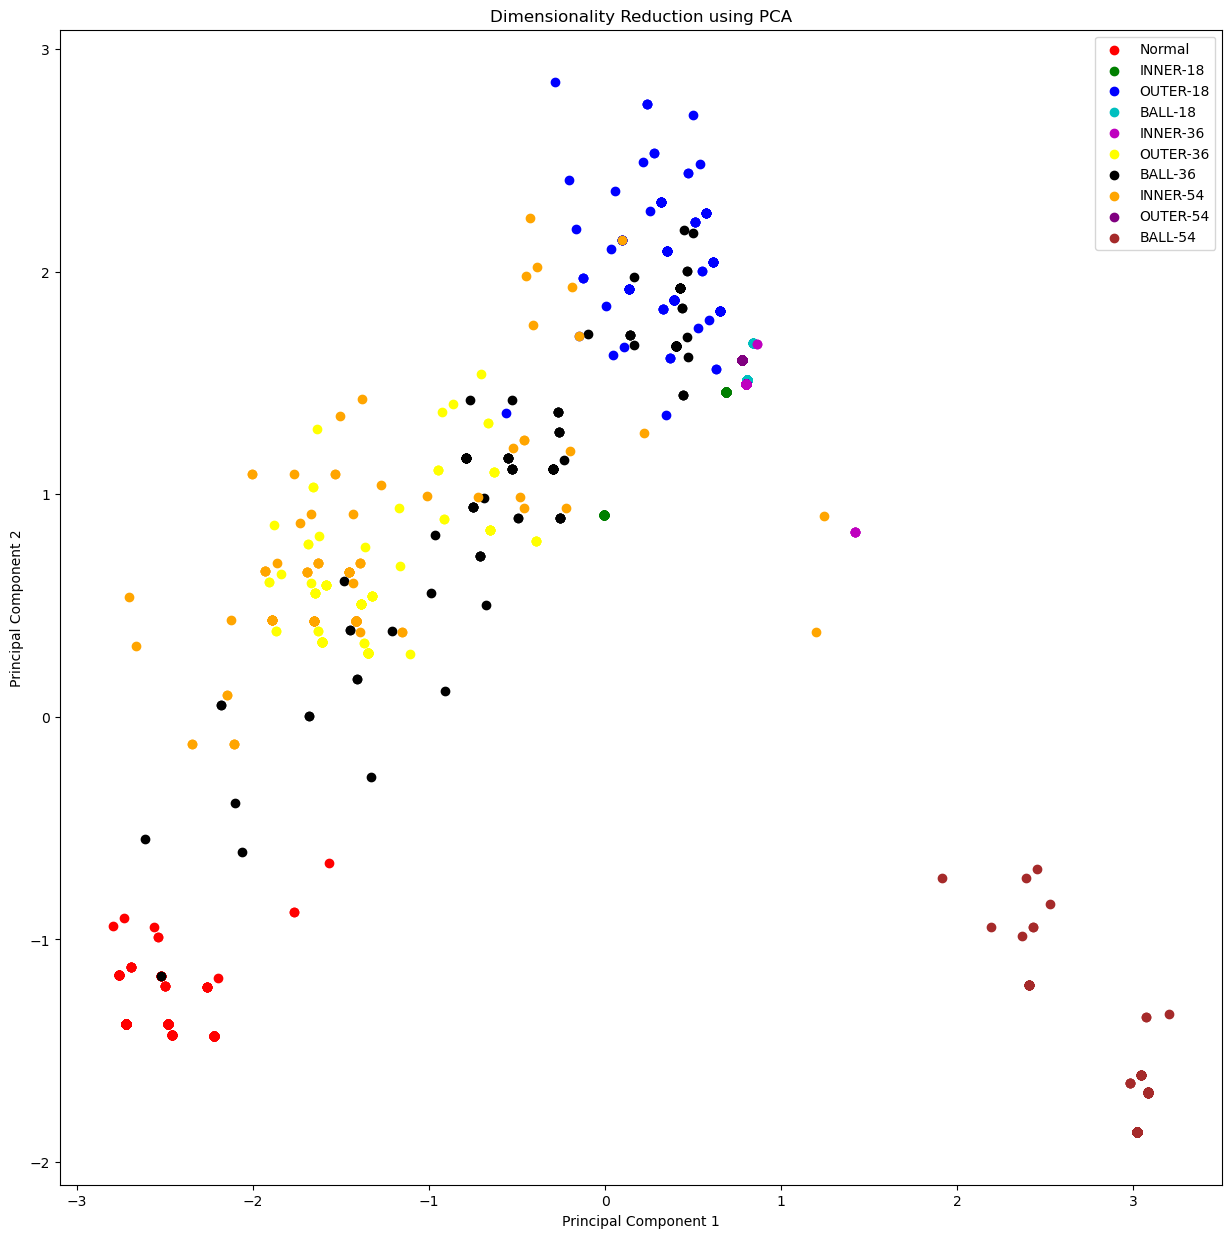 Dimensionality Reduction using PCA
Normal
INNER-18
OUTER-18
BALL-18
INNER-36
OUTER-36
BALL-36
INNER-54
OUTER-54
BALL-54
3
2
1
0
−1
−2
Principal Component 2
−3
−2
−1
0
1
2
3
Principal Component 1